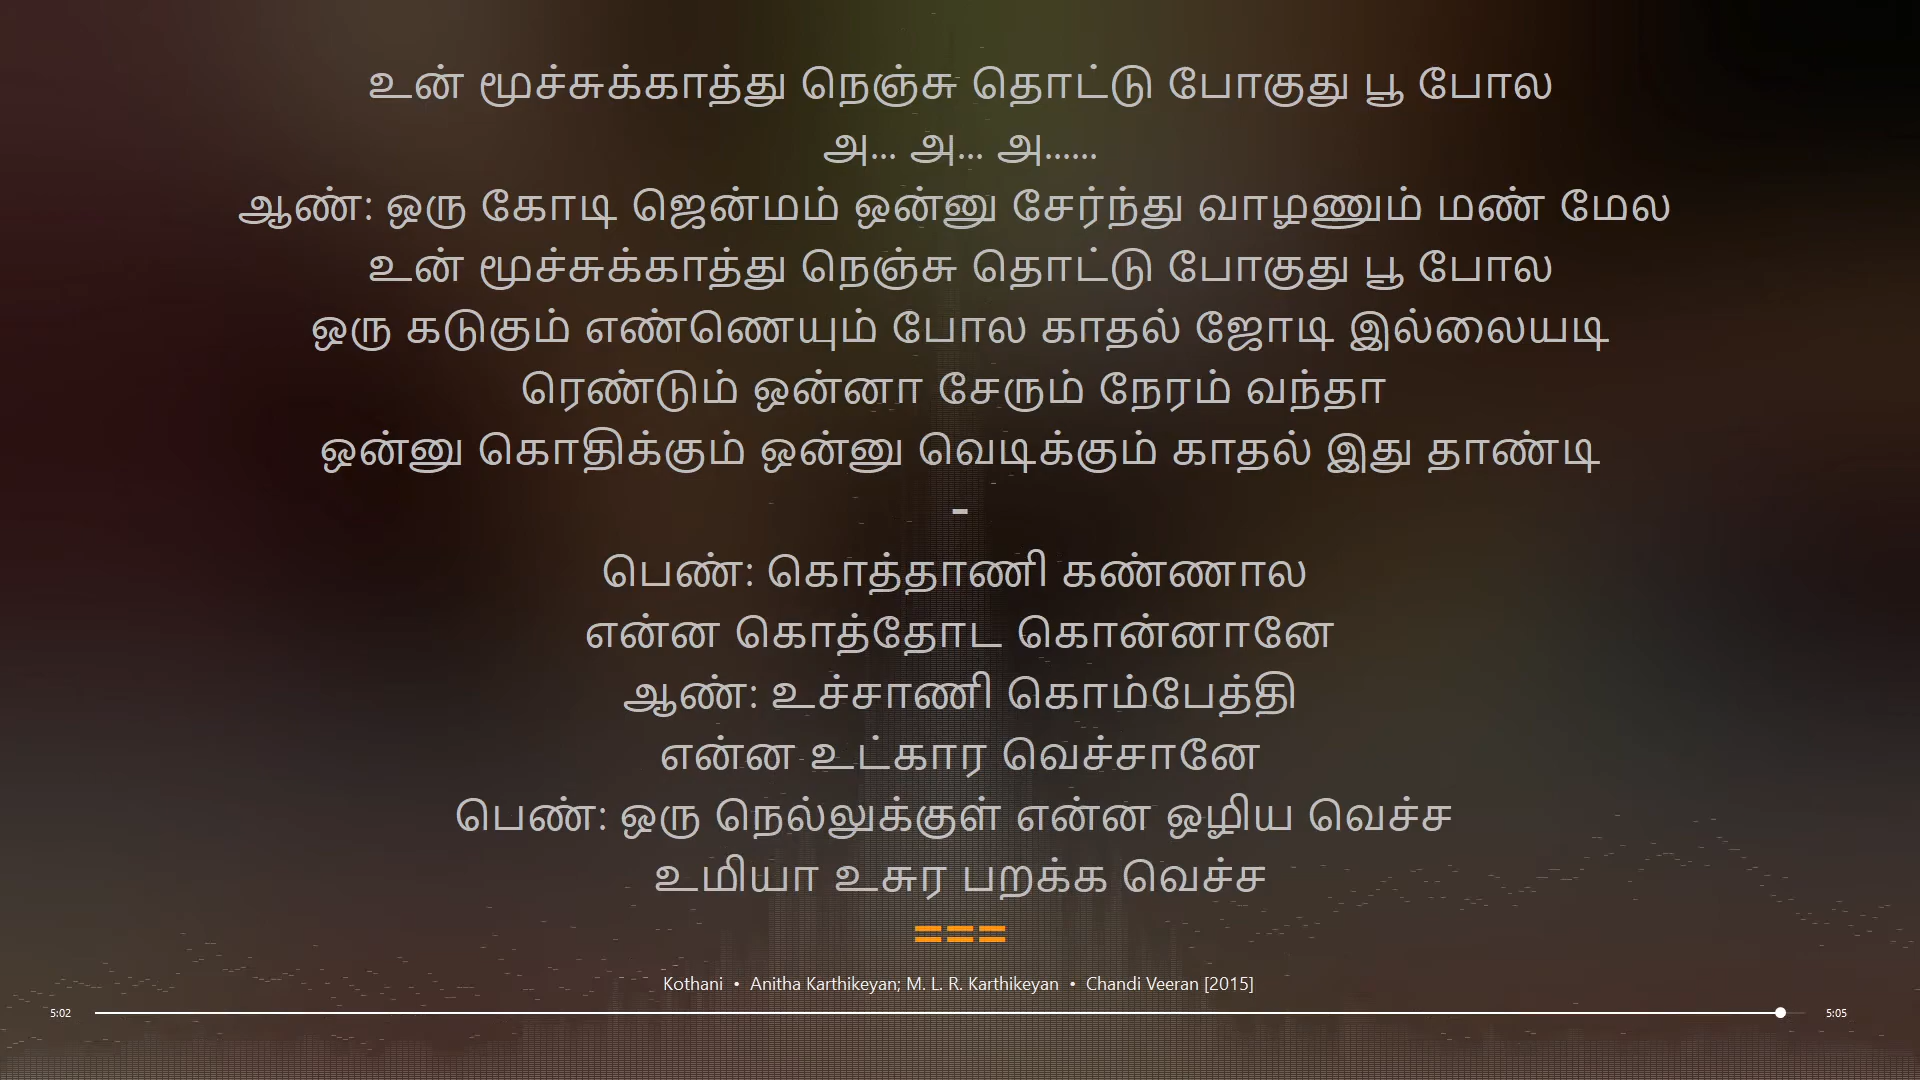 உன் மூச்சுக்காத்து நெஞ்சு தொட்டு போகுது பூ போல
அ... அ... அ......
ஆண்: ஒரு கோடி ஜென்மம் ஒன்னு சேர்ந்து வாழணும் மண் மேல
உன் மூச்சுக்காத்து நெஞ்சு தொட்டு போகுது பூ போல
ஒரு கடுகும் எண்ணெயும் போல காதல் ஜோடி இல்லையடி
ரெண்டும் ஒன்னா சேரும் நேரம் வந்தா
ஒன்னு கொதிக்கும் ஒன்னு வெடிக்கும் காதல் இது தாண்டி
-
பெண்: கொத்தாணி கண்ணால
என்ன கொத்தோட கொன்னானே
ஆண்: உச்சாணி கொம்பேத்தி
என்ன உட்கார வெச்சானே
பெண்: ஒரு நெல்லுக்குள் என்ன ஒழிய வெச்ச
உமியா உசுர பறக்க வெச்ச
===
Kothani • Anitha Karthikeyan; M. L. R. Karthikeyan • Chandi Veeran [2015]
5:02 5:05